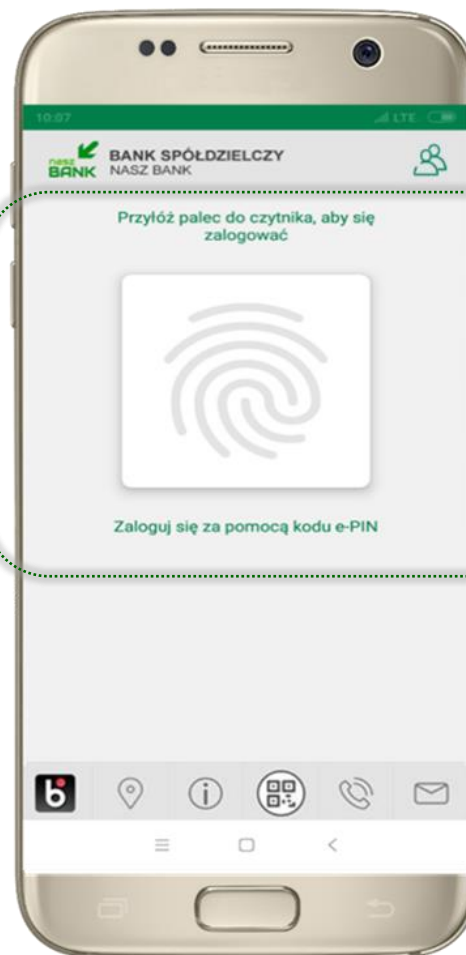 10:07 LTE
nasz
BANK
BANK SPÓŁDZIELCZY
NASZ BANK
Przyłóż palec do czytnika, aby się
zalogować
Zaloguj się za pomocą kodu e-PIN
b
i